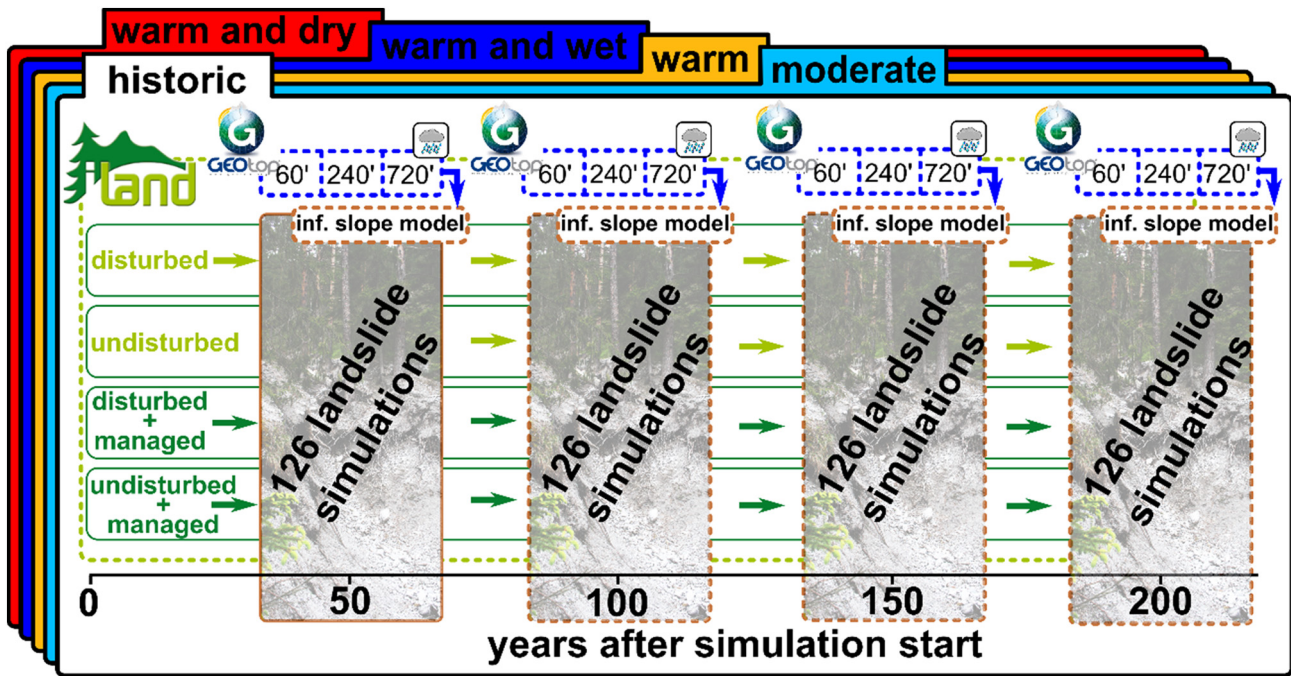 warm and dry
warm and wet
warm
moderate
historic
iLand
GEOtop
60' 240' 720'
GEOtop
60' 240' 720'
GEOtop
60' 240' 720'
GEOtop
60' 240' 720'
inf. slope model
inf. slope model
inf. slope model
inf. slope model
disturbed
undisturbed
disturbed
+
managed
undisturbed
+
managed
126 landslide
simulations
126 landslide
simulations
126 landslide
simulations
126 landslide
simulations
0 50 100 150 200
years after simulation start